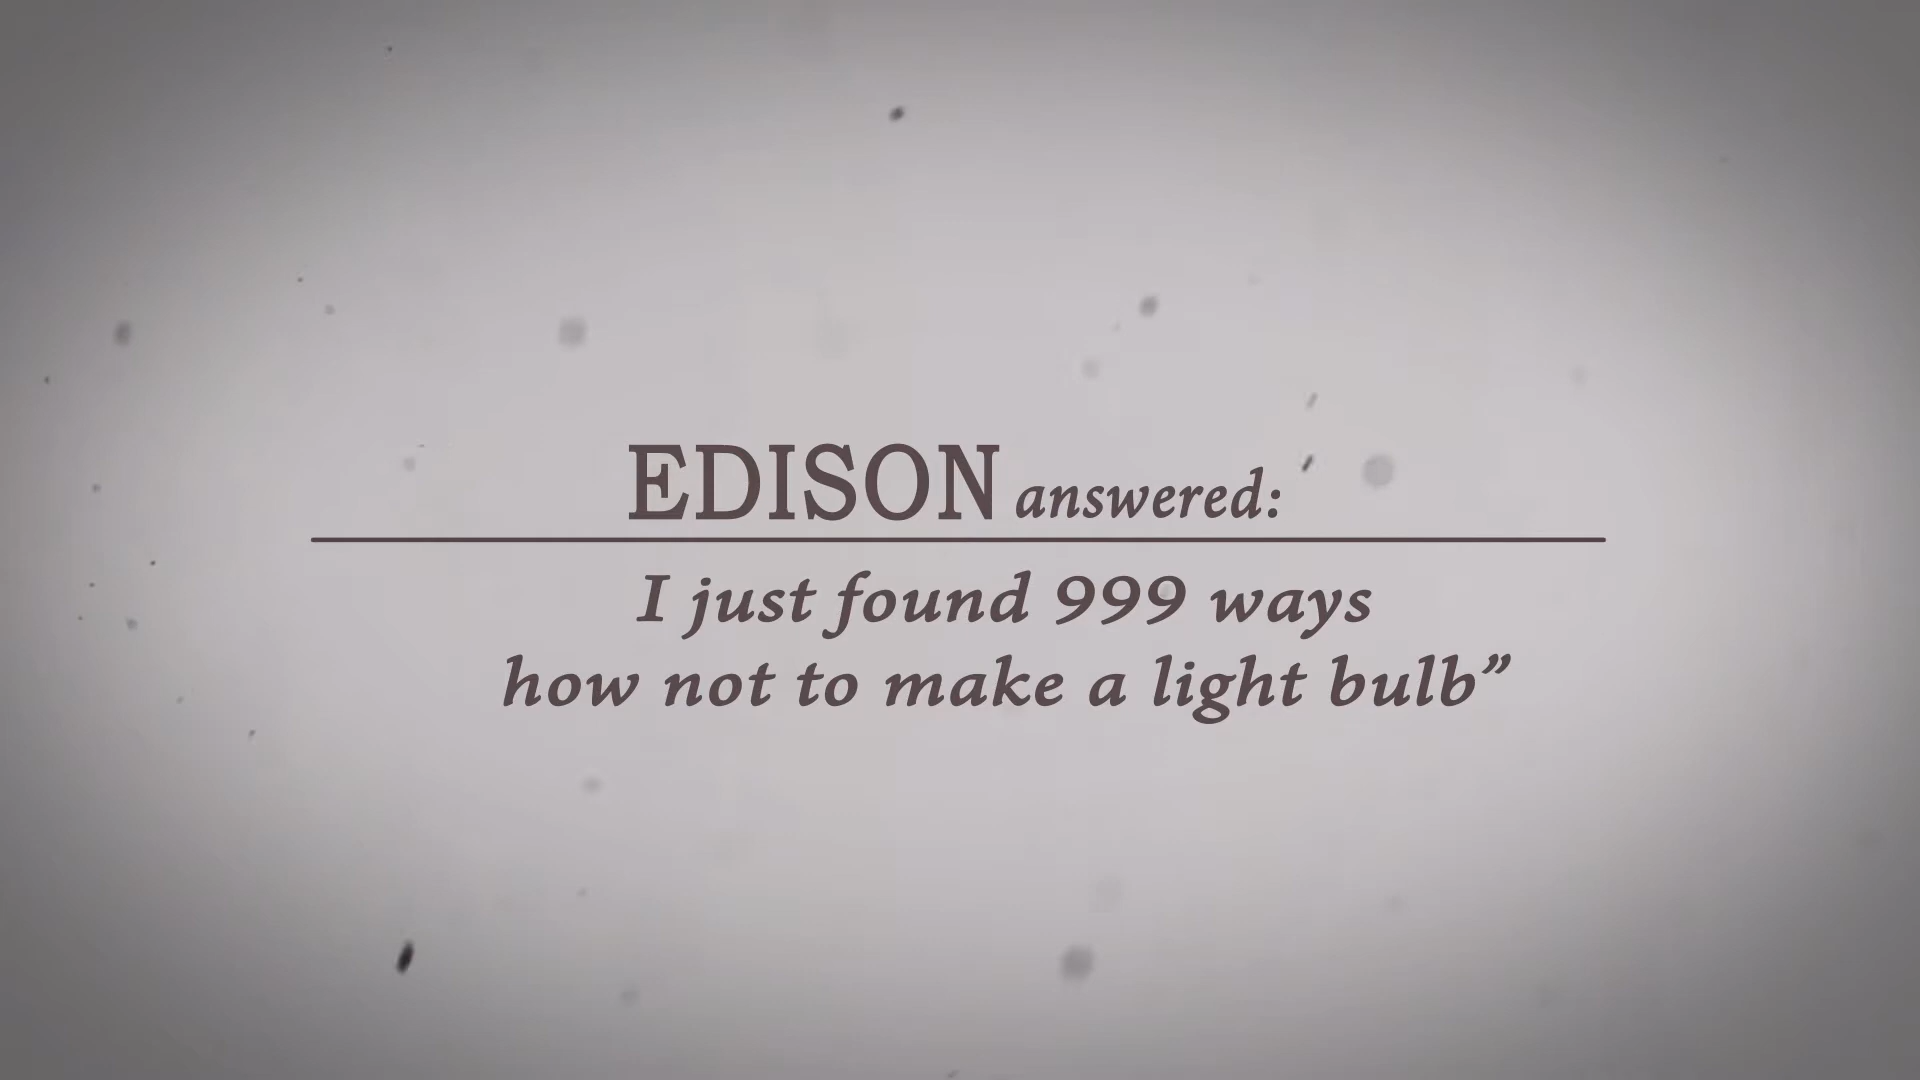 EDISON answered:
I just found 999 ways
how not to make a light bulb”